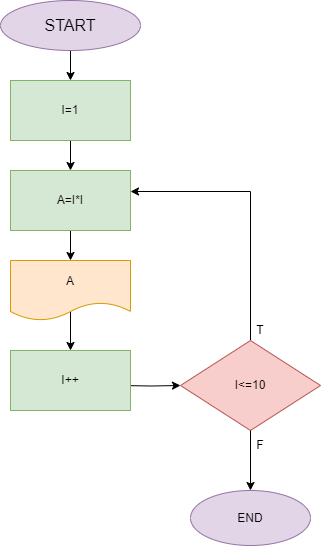 START
I=1
A=I*I
A
I++
I<=10
T
F
END